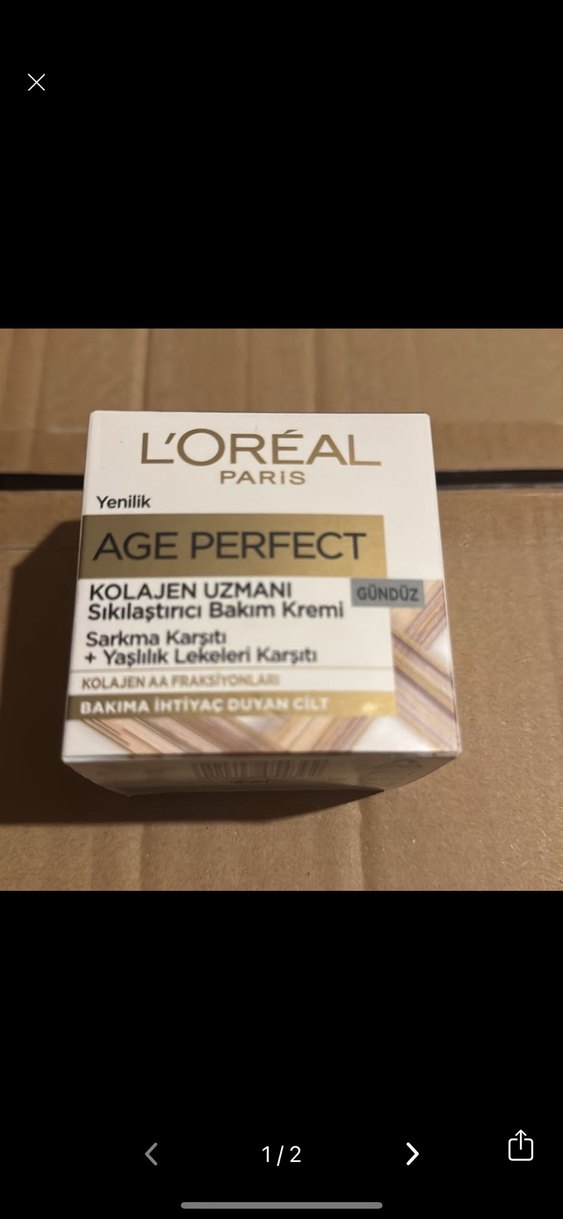 L'ORÉAL
PARIS
Yenilik
AGE PERFECT
KOLAJEN UZMANI
GÜNDÜZ
Sıkılaştırıcı Bakım Kremi
Sarkma Karşıtı
+ Yaşlılık Lekeleri Karşıtı
KOLAJEN AA FRAKSİYONLARI
BAKIMA İHTİYAÇ DUYAN CİLT
1/2